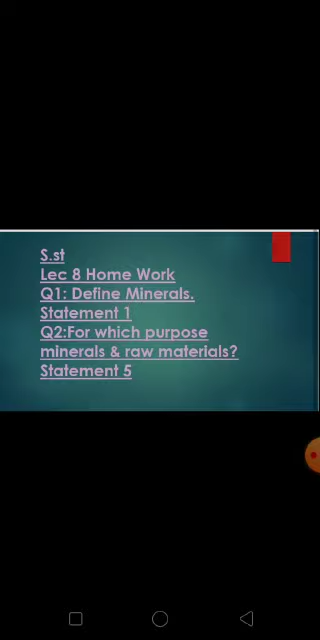 S.st
Lec 8 Home Work
Q1: Define Minerals.
Statement 1
Q2:For which purpose
minerals & raw materials?
Statement 5